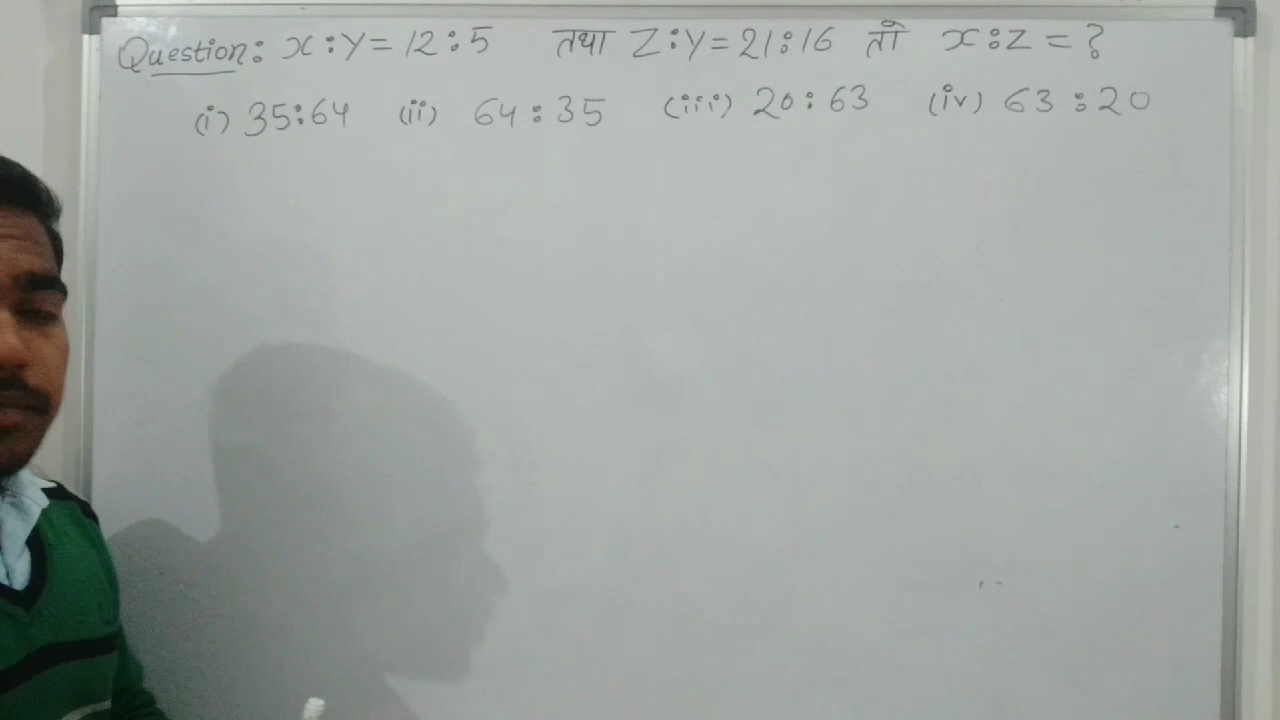 Question: x:y = 12:5 तथा z:y = 21:16 तो x:z = ?
(i) 35:64 (ii) 64:35 (iii) 20:63 (iv) 63:20